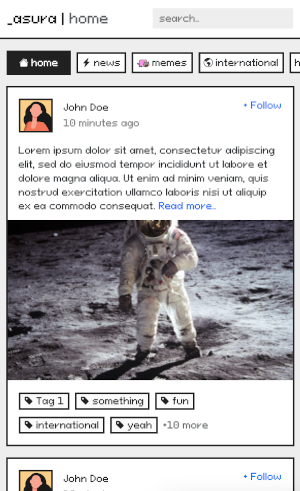 _asura | home
search..
home
news
memes
international
h
John Doe
+ Follow
10 minutes ago
Lorem ipsum dolor sit amet, consectetur adipiscing
elit, sed do eiusmod tempor incididunt ut labore et
dolore magna aliqua. Ut enim ad minim veniam, quis
nostrud exercitation ullamco laboris nisi ut aliquip
ex ea commodo consequat. Read more..
Tag 1
something
fun
international
yeah
+10 more
John Doe
+ Follow